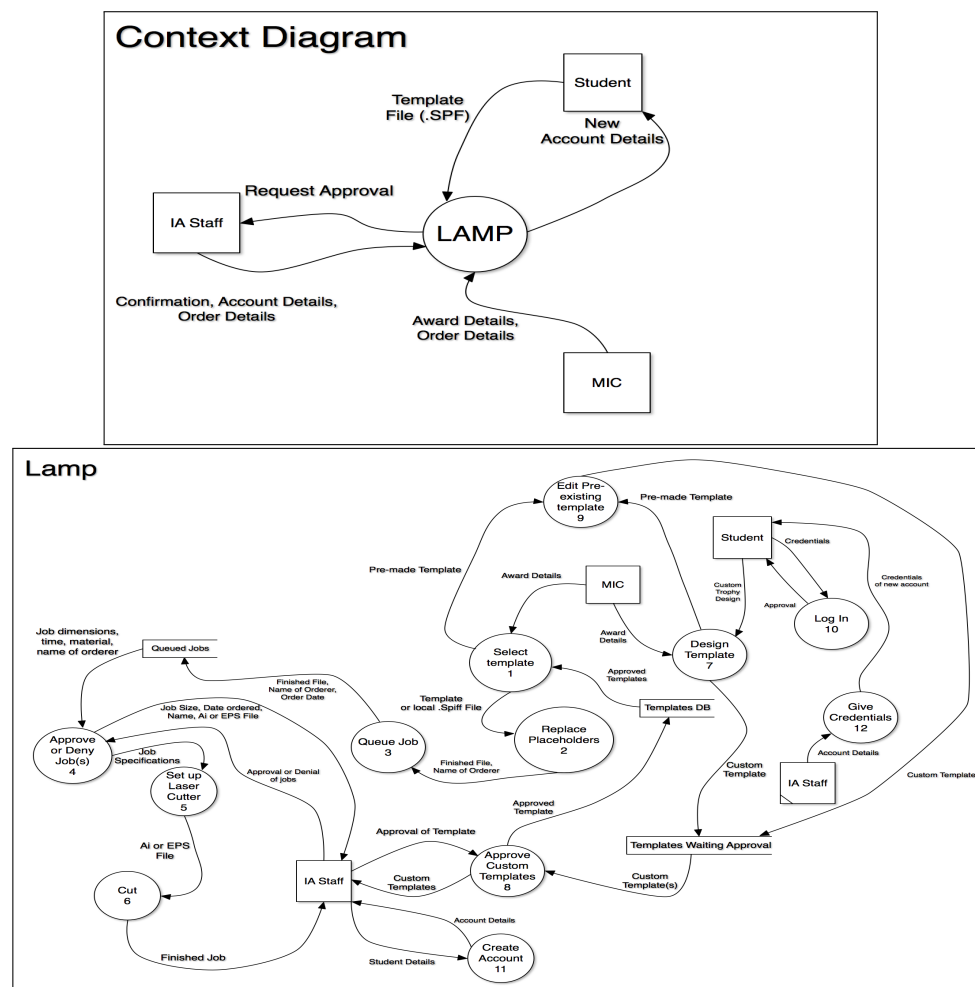 Context Diagram
Student
Template
File (.SPF)
New
Account Details
Request Approval
IA Staff
LAMP
Confirmation, Account Details,
Order Details
Award Details,
Order Details
MIC
Lamp
Edit Pre-
existing
template
9
Pre-made Template
Student
Credentials
Credentials
of new account
Pre-made Template
Award Details
MIC
Custom
Trophy
Design
Approval
Log In
10
Job dimensions,
time, material,
name of orderer
Queued Jobs
Award
Details
Select
template
1
Design
Template
7
Approved
Templates
Finished File,
Name of Orderer,
Order Date
Template
or local .Spiff File
Templates DB
Give
Credentials
12
Job Size, Date ordered,
Name, Ai or EPS File
Approve
or Deny
Job(s)
4
Job
Specifications
Queue Job
3
Replace
Placeholders
2
Account Details
Set up
Laser
Cutter
5
Approval or Denial
of jobs
Finished File,
Name of Orderer
Custom
Template
IA Staff
Custom Template
Approved
Template
Ai or EPS
File
Approval of Template
Approve
Custom
Templates
8
Templates Waiting Approval
Cut
6
IA Staff
Custom
Templates
Custom
Template(s)
Account Details
Finished Job
Student Details
Create
Account
11